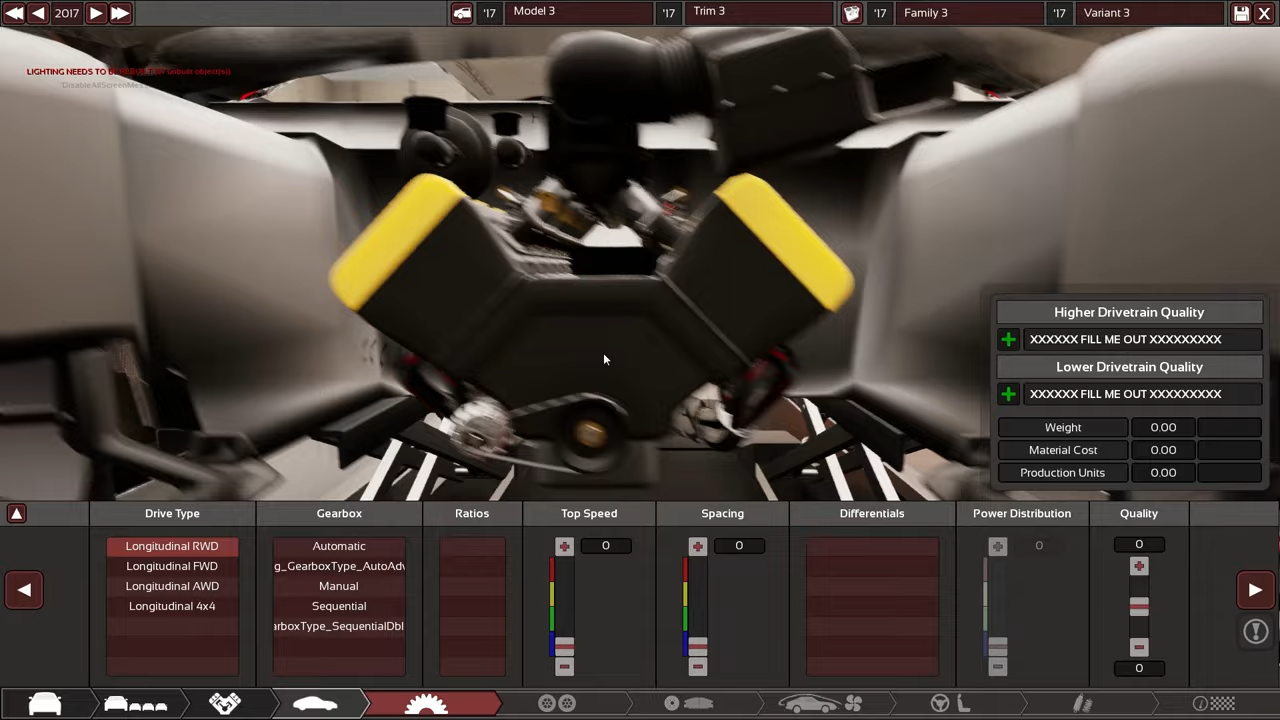 2017
'17
Model 3
'17
Trim 3
'17
Family 3
'17
Variant 3
LIGHTING NEEDS TO BE
DisableAllScreenMes
Higher Drivetrain Quality
XXXXXX FILL ME OUT XXXXXXXXX
Lower Drivetrain Quality
XXXXXX FILL ME OUT XXXXXXXXX
Weight 0.00
Material Cost 0.00
Production Units 0.00
Drive Type
Longitudinal RWD
Longitudinal FWD
Longitudinal AWD
Longitudinal 4x4
Gearbox
Automatic
g_GearboxType_AutoAdv
Manual
Sequential
arboxType_SequentialDbl
Ratios
Top Speed
0
Spacing
0
Differentials
Power Distribution
0
Quality
0
0